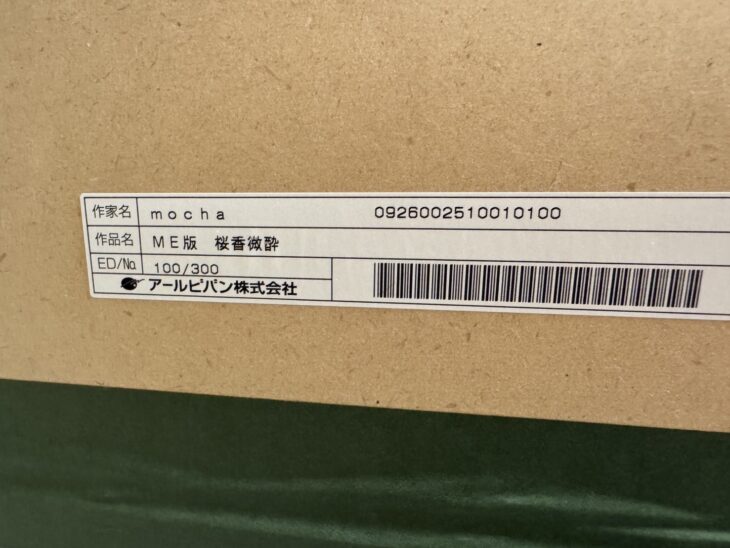 作家名 mocha 0926002510010100
作品名 ME版 桜香微酔
ED/No. 100/300
アールビバン株式会社